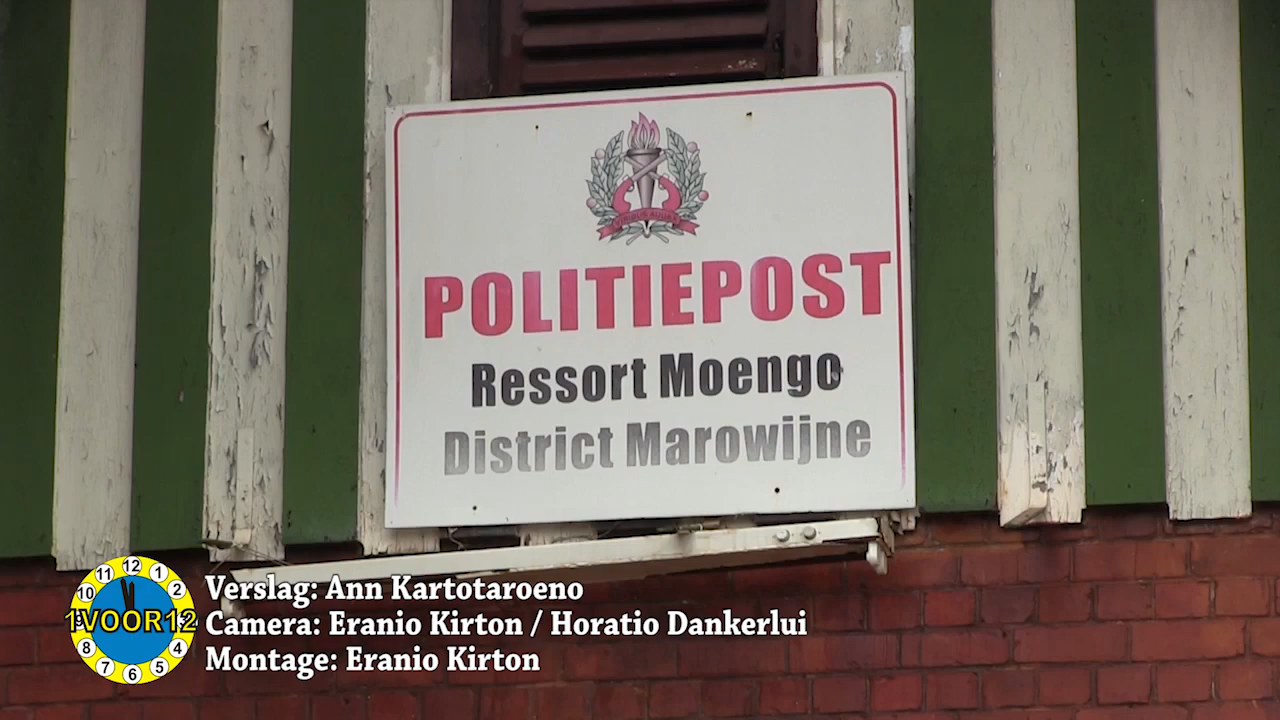 POLITIEPOST
Ressort Moengo
District Marowijne
1VOOR12
Verslag: Ann Kartotaroeno
Camera: Eranio Kirton / Horatio Dankerlui
Montage: Eranio Kirton